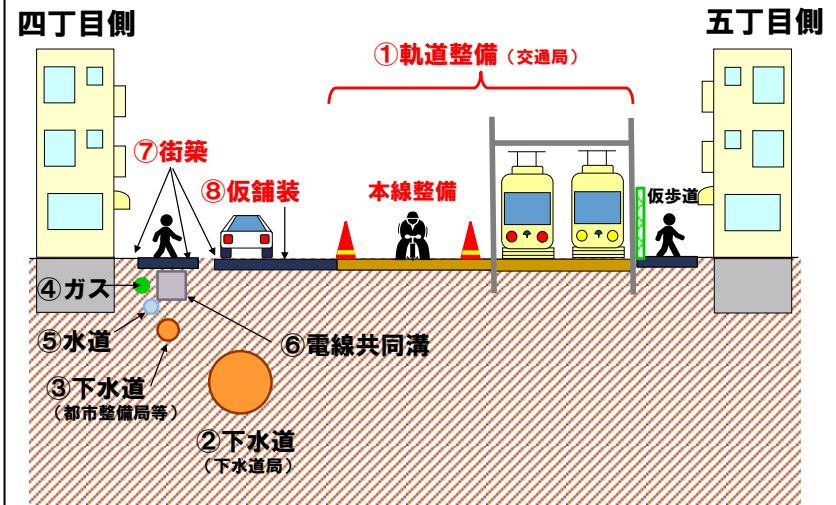 四丁目側
五丁目側
①軌道整備（交通局）
⑦街築
⑧仮舗装
本線整備
仮歩道
④ガス
⑤水道
⑥電線共同溝
③下水道
（都市整備局等）
②下水道
（下水道局）